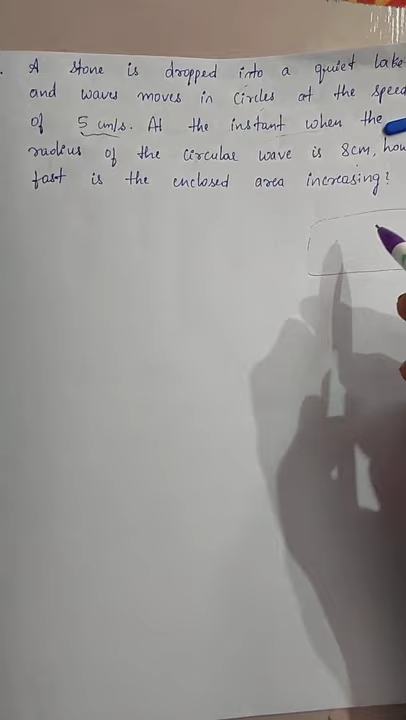 . A stone is dropped into a quiet lake
and waves moves in circles at the speed
of 5 cm/s. At the instant when the
radius of the circular wave is 8cm, how
fast is the enclosed area increasing?